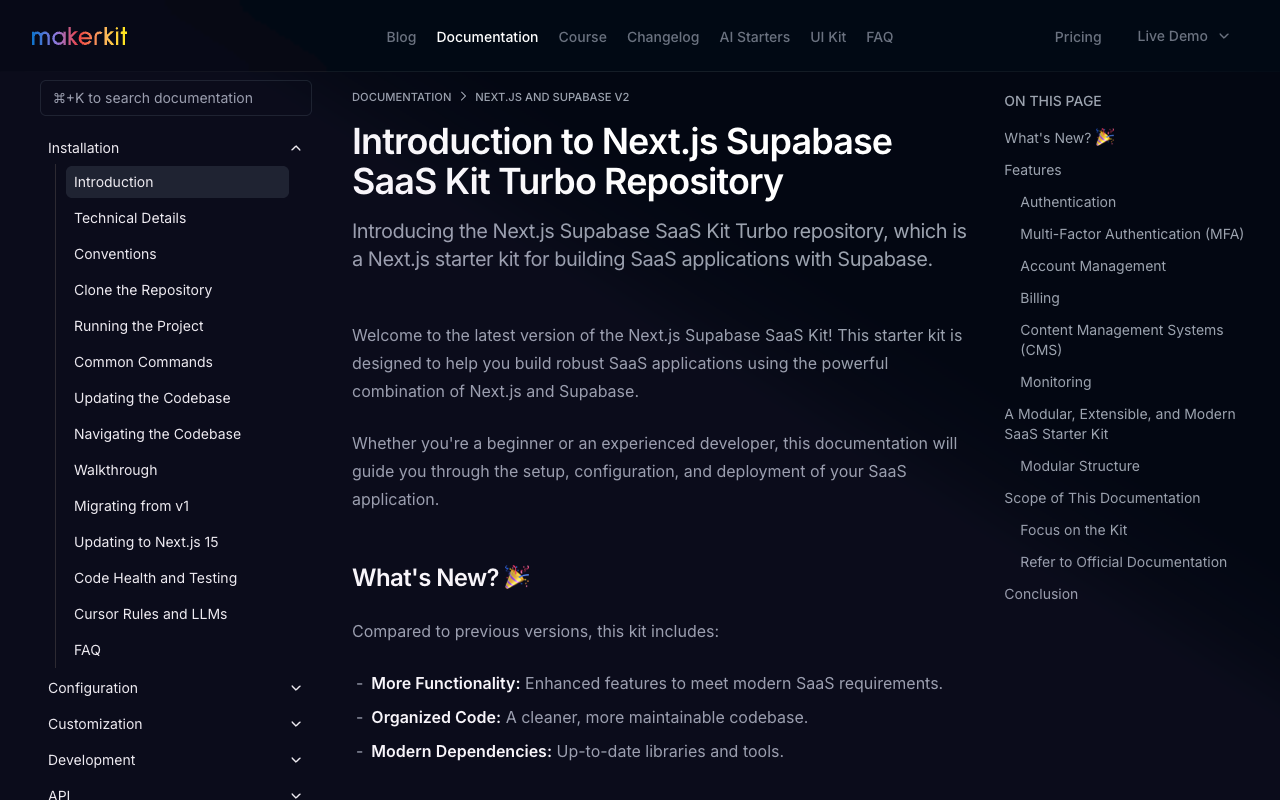 makerkit
Blog
Documentation
Course
Changelog
AI Starters
UI Kit
FAQ
Pricing
Live Demo
⌘+K to search documentation
Installation
Introduction
Technical Details
Conventions
Clone the Repository
Running the Project
Common Commands
Updating the Codebase
Navigating the Codebase
Walkthrough
Migrating from v1
Updating to Next.js 15
Code Health and Testing
Cursor Rules and LLMs
FAQ
Configuration
Customization
Development
API
DOCUMENTATION > NEXT.JS AND SUPABASE V2
Introduction to Next.js Supabase
SaaS Kit Turbo Repository
Introducing the Next.js Supabase SaaS Kit Turbo repository, which is
a Next.js starter kit for building SaaS applications with Supabase.
Welcome to the latest version of the Next.js Supabase SaaS Kit! This starter kit is
designed to help you build robust SaaS applications using the powerful
combination of Next.js and Supabase.
Whether you're a beginner or an experienced developer, this documentation will
guide you through the setup, configuration, and deployment of your SaaS
application.
What's New? 🎉
Compared to previous versions, this kit includes:
- More Functionality: Enhanced features to meet modern SaaS requirements.
- Organized Code: A cleaner, more maintainable codebase.
- Modern Dependencies: Up-to-date libraries and tools.
ON THIS PAGE
What's New? 🎉
Features
Authentication
Multi-Factor Authentication (MFA)
Account Management
Billing
Content Management Systems
(CMS)
Monitoring
A Modular, Extensible, and Modern
SaaS Starter Kit
Modular Structure
Scope of This Documentation
Focus on the Kit
Refer to Official Documentation
Conclusion